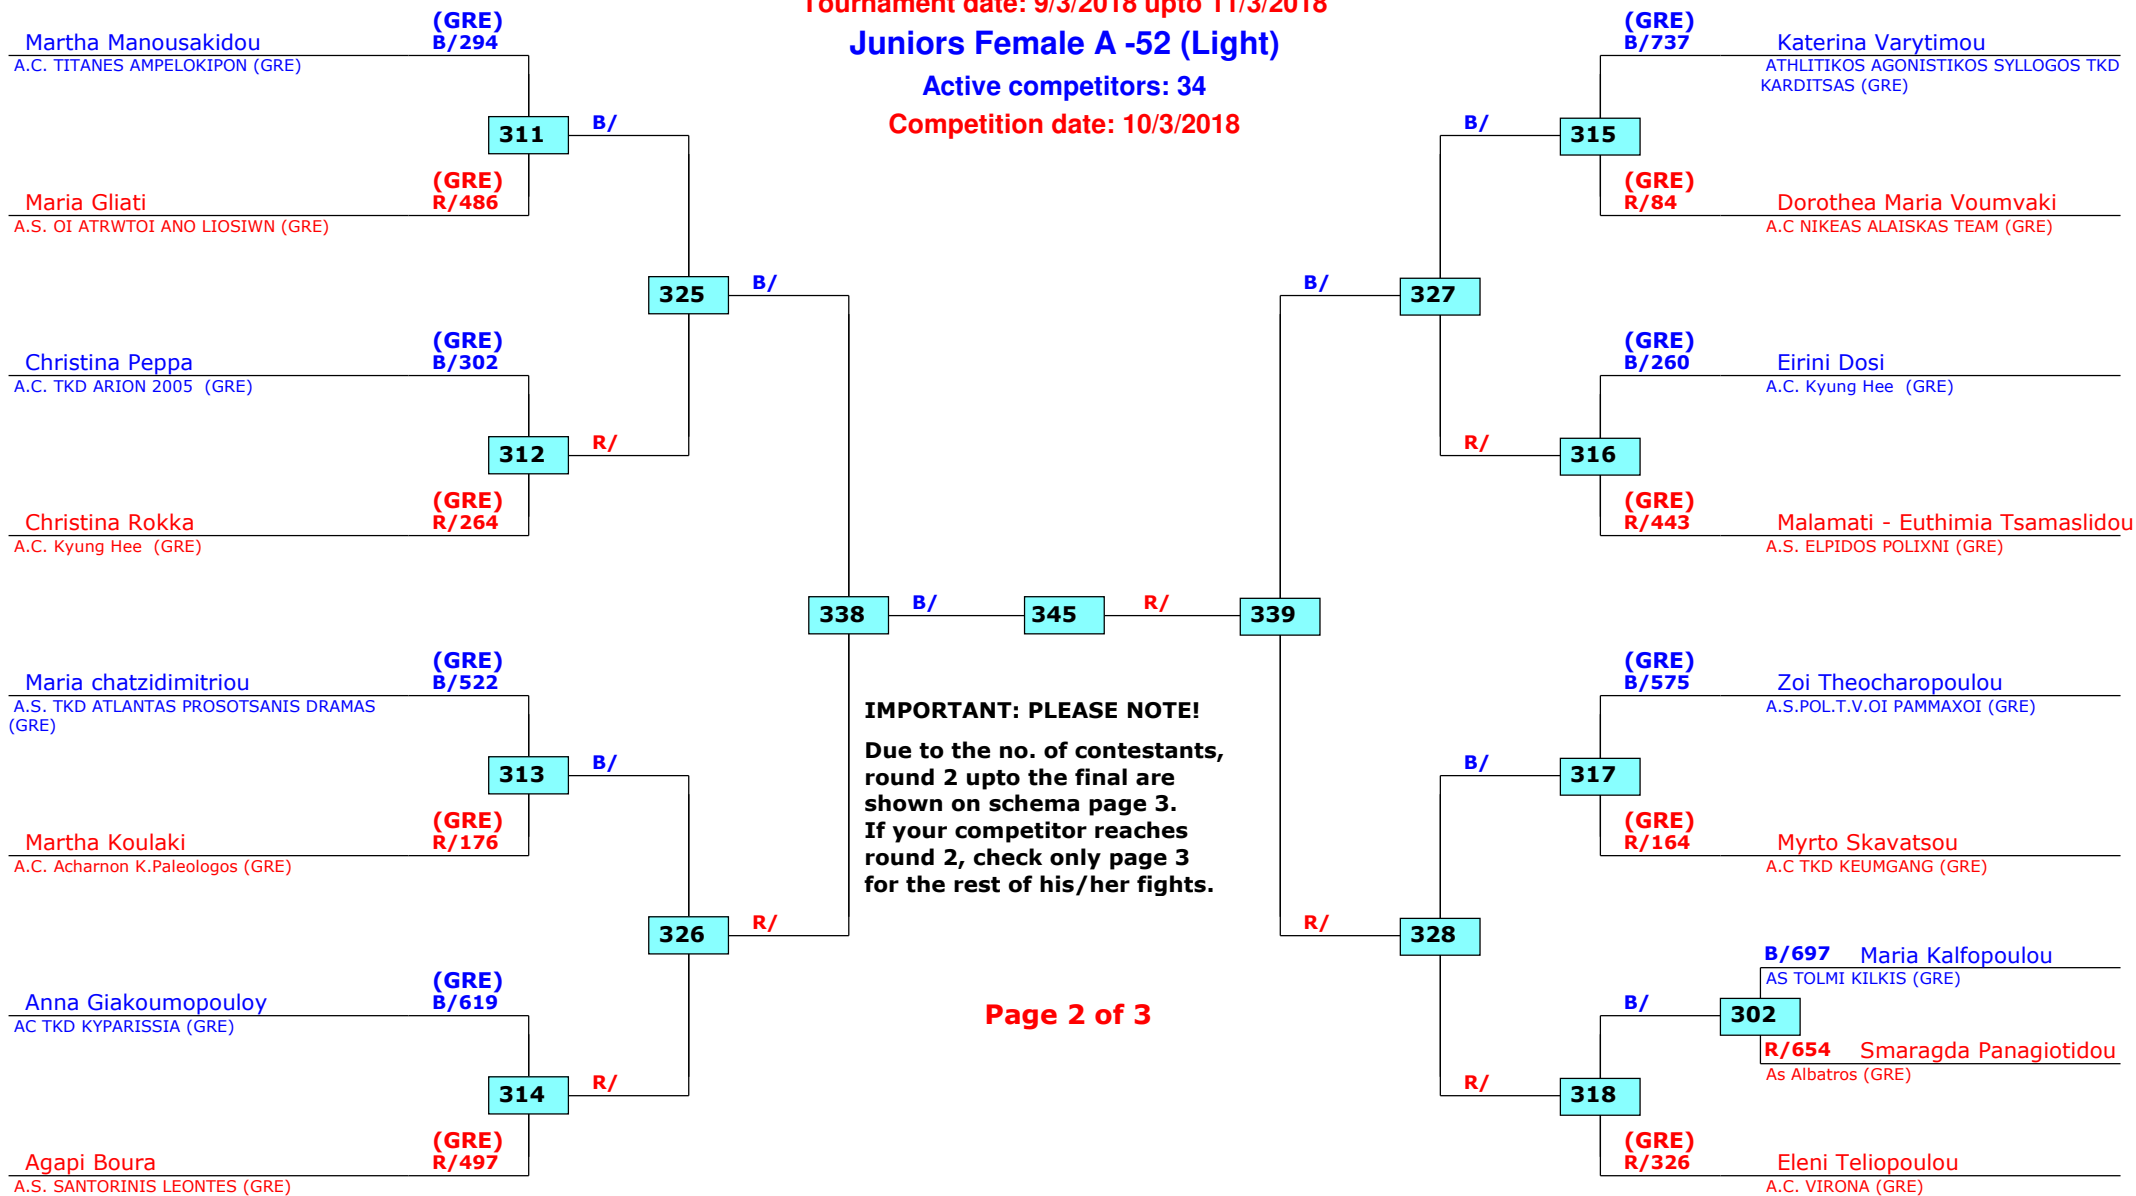 Tournament date: 9/3/2018 upto 11/3/2018
Juniors Female A -52 (Light)
Active competitors: 34
Competition date: 10/3/2018
(GRE)
Martha Manousakidou B/294
A.C. TITANES AMPELOKIPON (GRE)
311 B/
(GRE)
Maria Gliati R/486
A.S. OI ATRWTOI ANO LIOSIWN (GRE)
325 B/
(GRE)
Christina Peppa B/302
A.C. TKD ARION 2005 (GRE)
312 R/
(GRE)
Christina Rokka R/264
A.C. Kyung Hee (GRE)
338 B/ 345 R/ 339
(GRE)
Maria chatzidimitriou B/522
A.S. TKD ATLANTAS PROSOTSANIS DRAMAS
(GRE)
313 B/
(GRE)
Martha Koulaki R/176
A.C. Acharnon K.Paleologos (GRE)
326 R/
(GRE)
Anna Giakoumopouloy B/619
AC TKD KYPARISSIA (GRE)
314 R/
(GRE)
Agapi Boura R/497
A.S. SANTORINIS LEONTES (GRE)
IMPORTANT: PLEASE NOTE!
Due to the no. of contestants,
round 2 upto the final are
shown on schema page 3.
If your competitor reaches
round 2, check only page 3
for the rest of his/her fights.
Page 2 of 3
(GRE)
B/737 Katerina Varytimou
ATHLITIKOS AGONISTIKOS SYLLOGOS TKD
KARDITSAS (GRE)
B/ 315
(GRE)
R/84 Dorothea Maria Voumvaki
A.C NIKEAS ALAISKAS TEAM (GRE)
B/ 327
(GRE)
B/260 Eirini Dosi
A.C. Kyung Hee (GRE)
R/ 316
(GRE)
R/443 Malamati - Euthimia Tsamaslidou
A.S. ELPIDOS POLIXNI (GRE)
(GRE)
B/575 Zoi Theocharopoulou
A.S.POL.T.V.OI PAMMAXOI (GRE)
B/ 317
(GRE)
R/164 Myrto Skavatsou
A.C TKD KEUMGANG (GRE)
R/ 328
B/697 Maria Kalfopoulou
AS TOLMI KILKIS (GRE)
B/ 302
R/654 Smaragda Panagiotidou
As Albatros (GRE)
R/ 318
(GRE)
R/326 Eleni Teliopoulou
A.C. VIRONA (GRE)